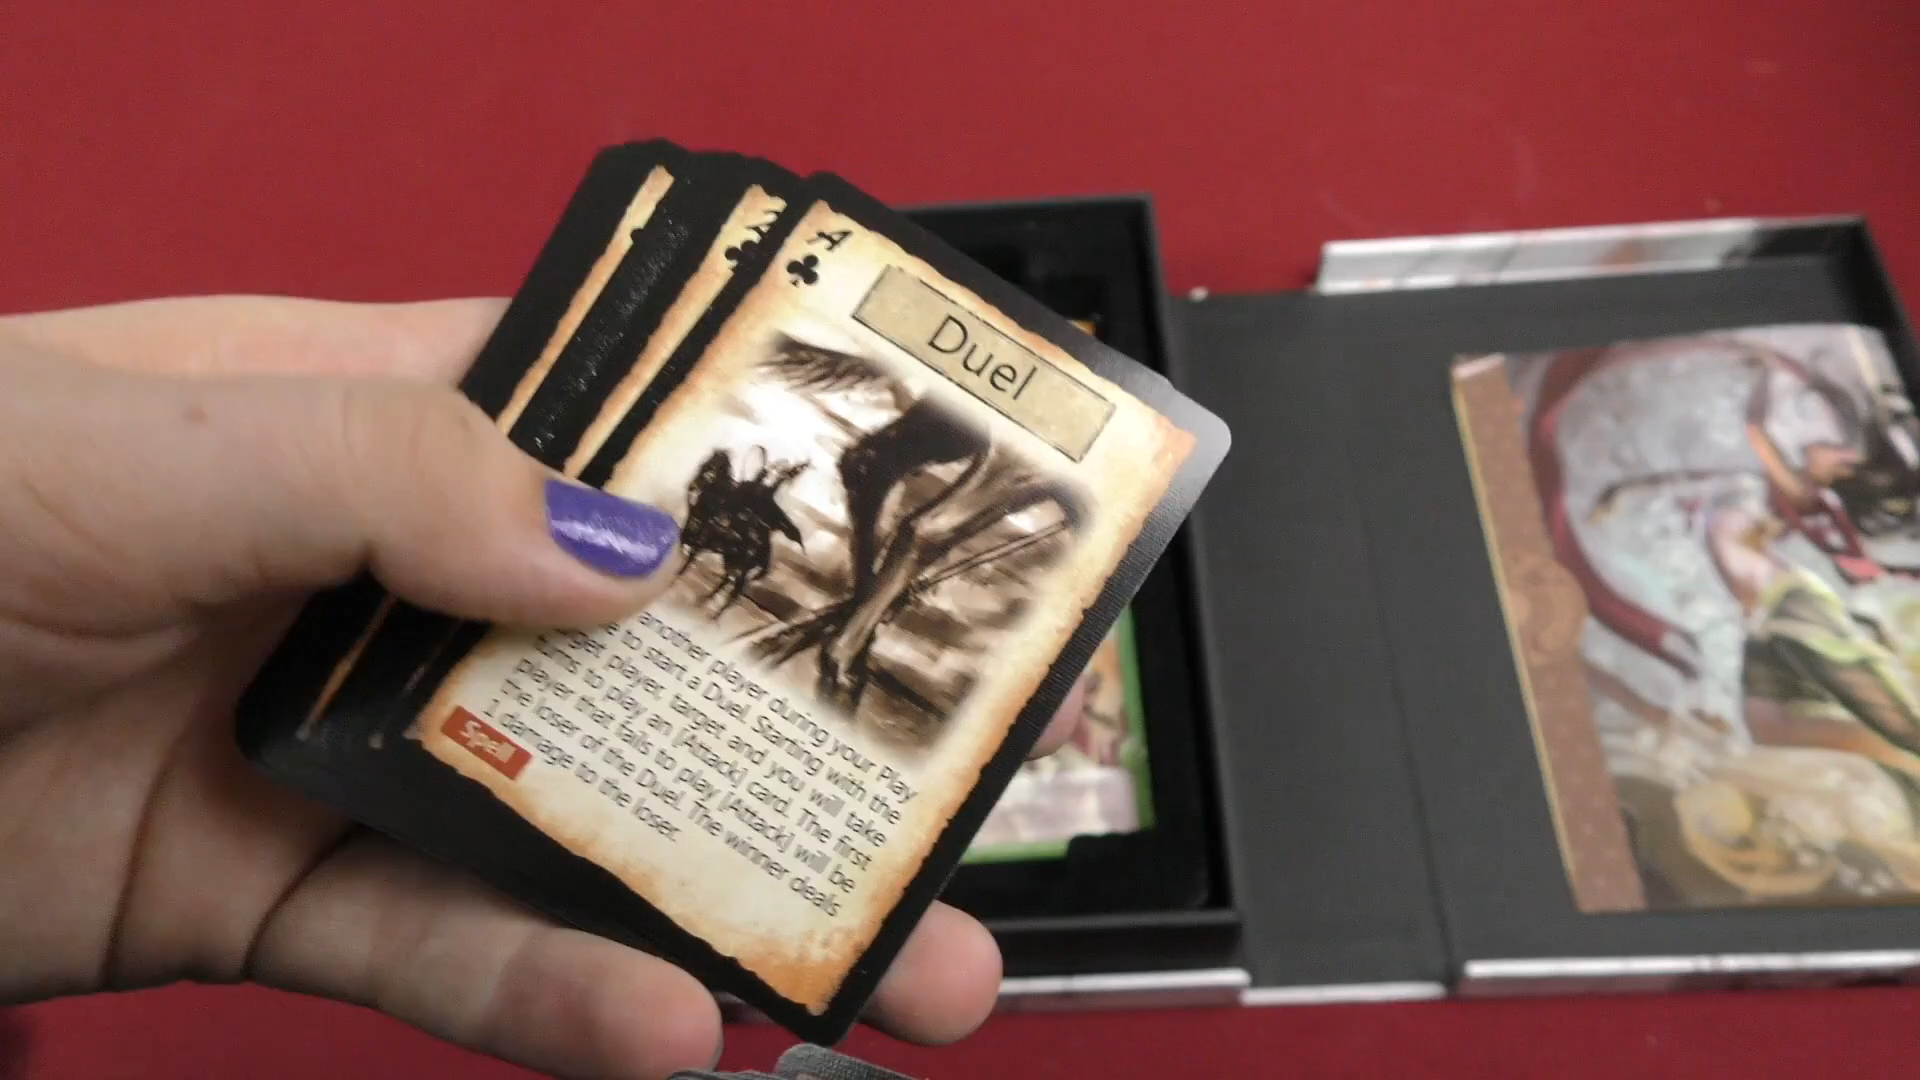 A
Duel
another player during your Play
to start a Duel. Starting with the
target player, target and you will take
turns to play an [Attack] card. The first
player that fails to play [Attack] will be
the loser of the Duel. The winner deals
1 damage to the loser.
Spell